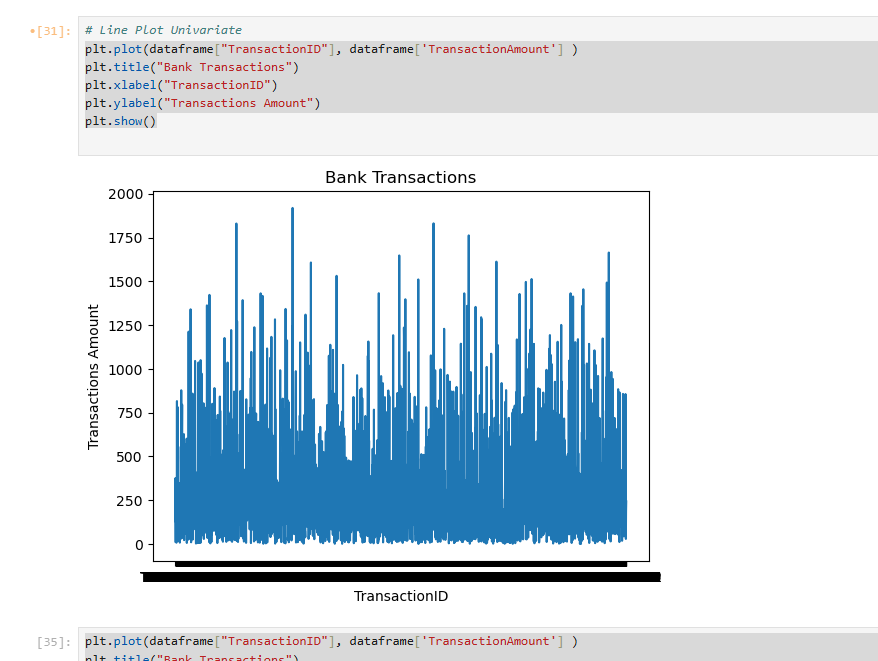 [31]:
# Line Plot Univariate
plt.plot(dataframe["TransactionID"], dataframe['TransactionAmount'] )
plt.title("Bank Transactions")
plt.xlabel("TransactionID")
plt.ylabel("Transactions Amount")
plt.show()
Bank Transactions
2000
1750
1500
1250
1000
750
500
250
0
Transactions Amount
TransactionID
[35]:
plt.plot(dataframe["TransactionID"], dataframe['TransactionAmount'] )
plt.title("Bank Transactions")